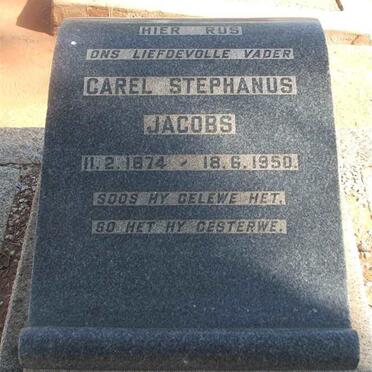 HIER RUS
ONS LIEFDEVOLLE VADER
CAREL STEPHANUS
JACOBS
11.2.1874 - 18.6.1950.
SOOS HY GELEWE HET,
SO HET HY GESTERWE.